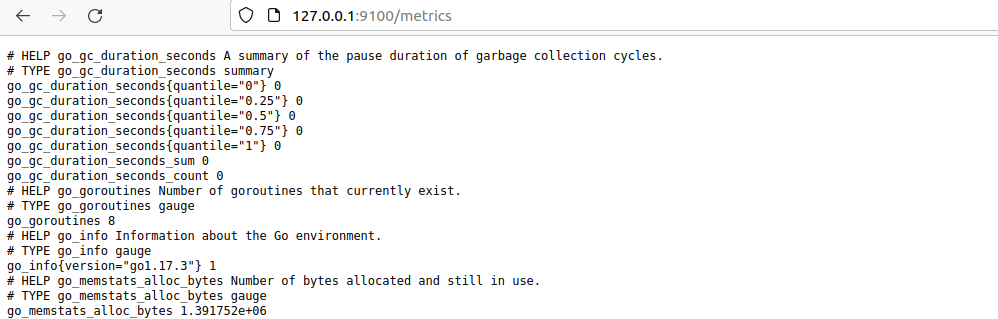 127.0.0.1:9100/metrics
# HELP go_gc_duration_seconds A summary of the pause duration of garbage collection cycles.
# TYPE go_gc_duration_seconds summary
go_gc_duration_seconds{quantile="0"} 0
go_gc_duration_seconds{quantile="0.25"} 0
go_gc_duration_seconds{quantile="0.5"} 0
go_gc_duration_seconds{quantile="0.75"} 0
go_gc_duration_seconds{quantile="1"} 0
go_gc_duration_seconds_sum 0
go_gc_duration_seconds_count 0
# HELP go_goroutines Number of goroutines that currently exist.
# TYPE go_goroutines gauge
go_goroutines 8
# HELP go_info Information about the Go environment.
# TYPE go_info gauge
go_info{version="go1.17.3"} 1
# HELP go_memstats_alloc_bytes Number of bytes allocated and still in use.
# TYPE go_memstats_alloc_bytes gauge
go_memstats_alloc_bytes 1.391752e+06